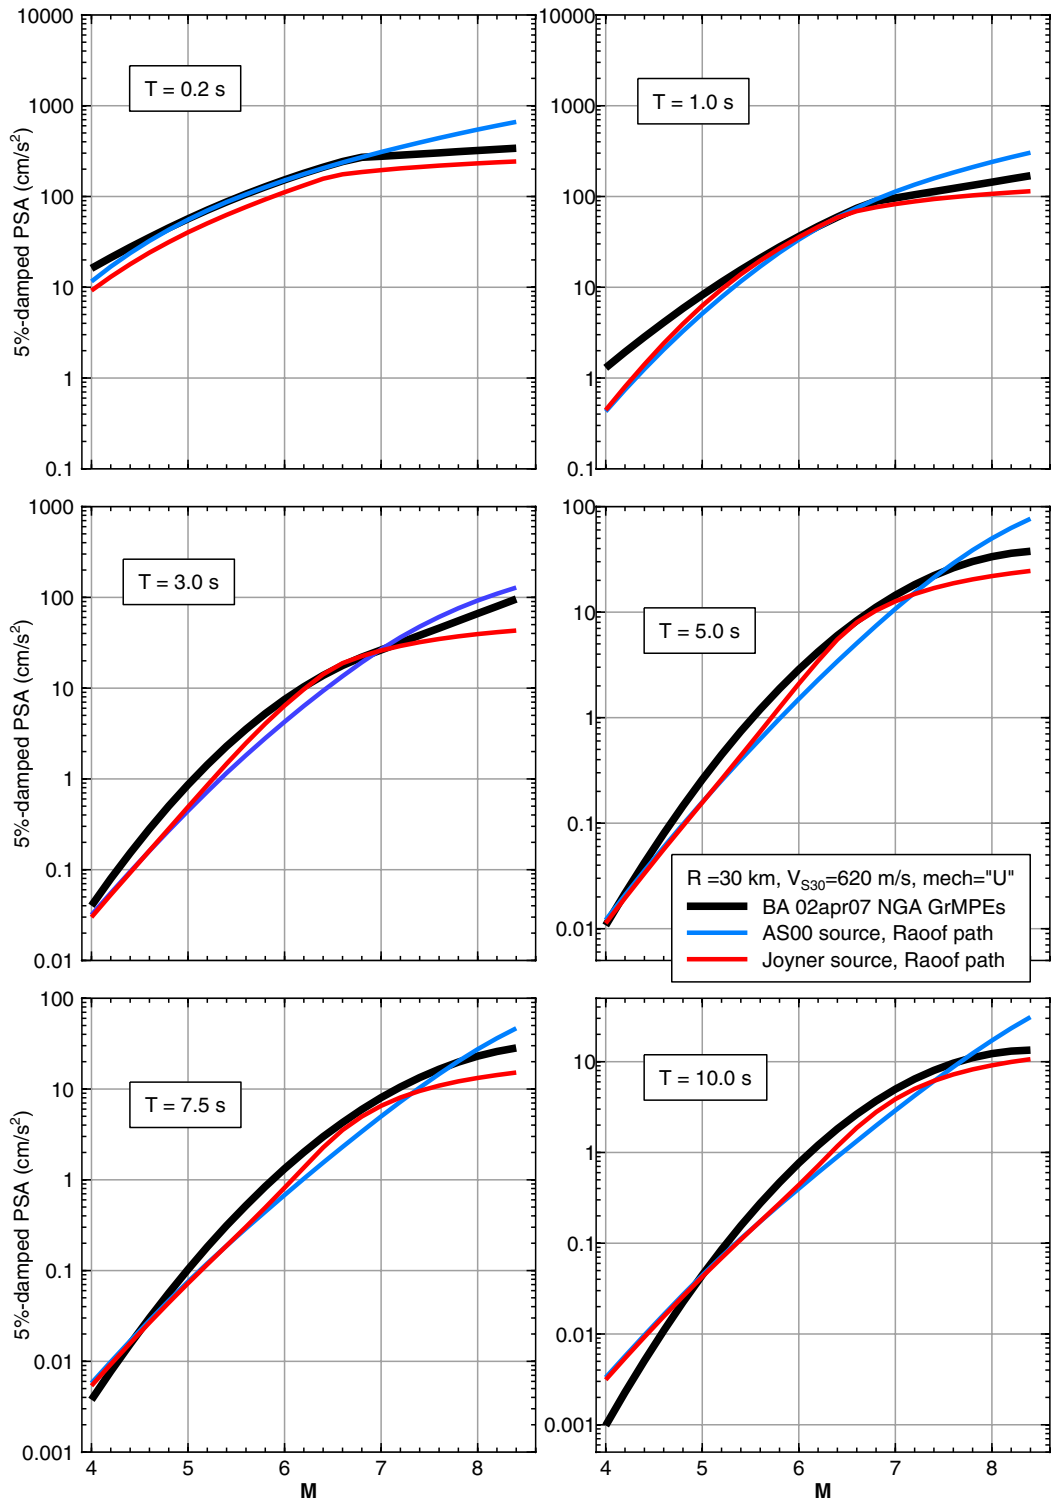 10000
1000
100
10
1
0.1
5%-damped PSA (cm/s²)
T = 0.2 s
10000
1000
100
10
1
0.1
T = 1.0 s
1000
100
10
1
0.1
0.01
5%-damped PSA (cm/s²)
T = 3.0 s
100
10
1
0.1
0.01
T = 5.0 s
R =30 km, VS30=620 m/s, mech="U"
BA 02apr07 NGA GrMPEs
AS00 source, Raoof path
Joyner source, Raoof path
100
10
1
0.1
0.01
0.001
5%-damped PSA (cm/s²)
T = 7.5 s
4 5 6 7 8
M
10
1
0.1
0.01
0.001
T = 10.0 s
4 5 6 7 8
M